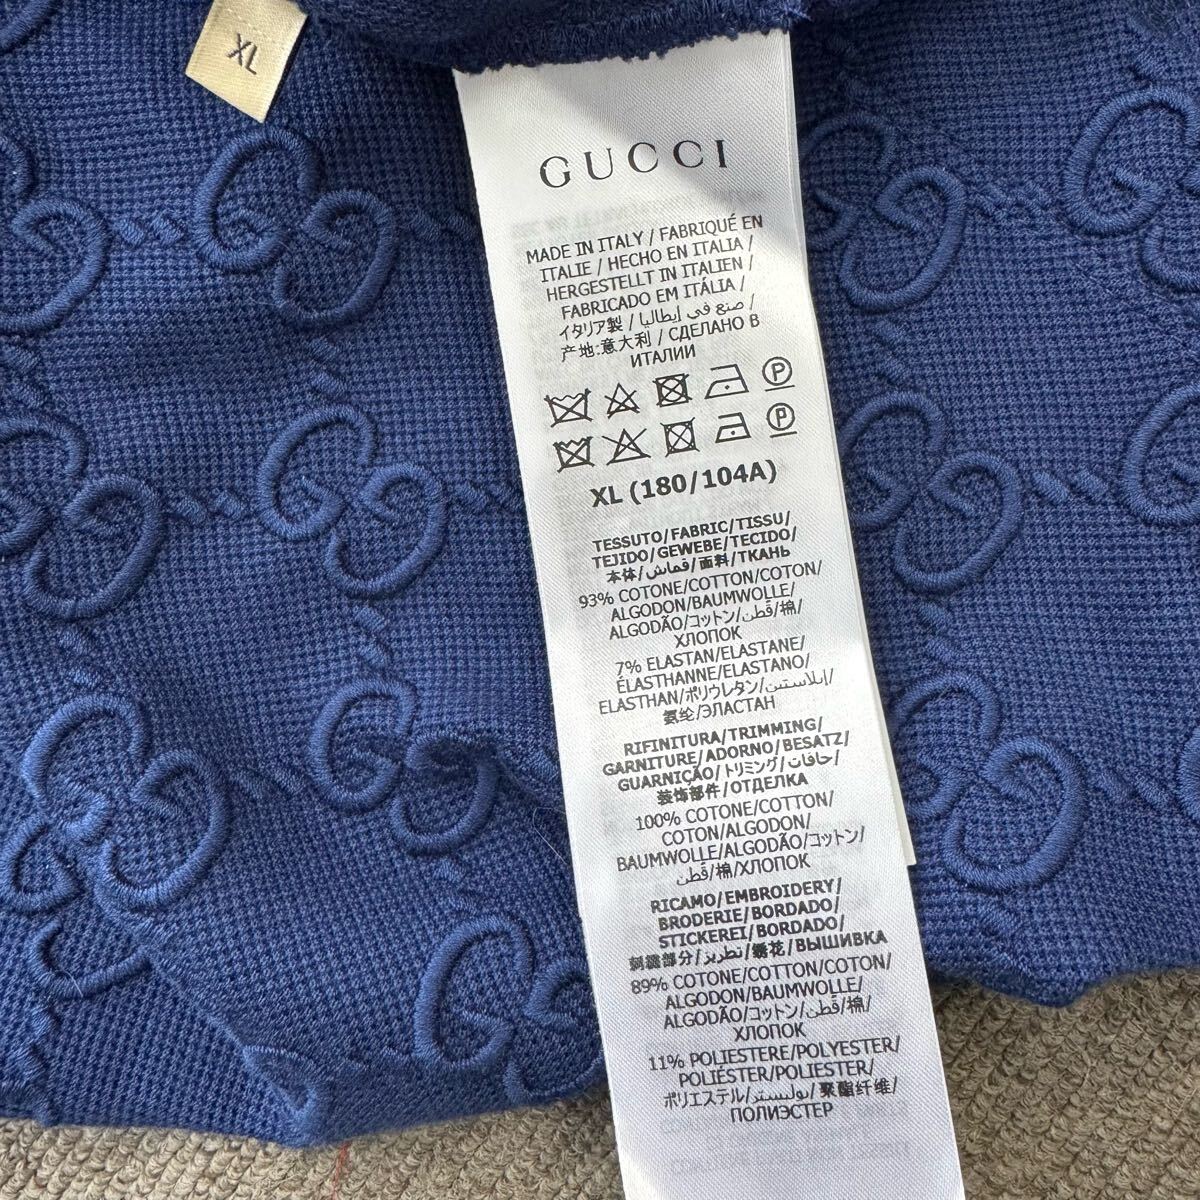 XL
GUCCI
MADE IN ITALY / FABRIQUÉ EN
ITALIE / HECHO EN ITALIA /
HERGESTELLT IN ITALIEN /
FABRICADO EM ITÁLIA /
イタリア製 / صنع في إيطاليا /
产地:意大利 / СДЕЛАНО В
ИТАЛИИ
P
P
XL (180/104A)
TESSUTO/FABRIC/TISSU/
TEJIDO/GEWEBE/TECIDO/
本体/قماش/面料/ТКАНЬ
93% COTONE/COTTON/COTON/
ALGODON/BAUMWOLLE/
ALGODÃO/コットン/قطن/棉/
ХЛОПОК
7% ELASTAN/ELASTANE/
ÉLASTHANNE/ELASTANO/
ELASTHAN/ポリウレタン/إيلاستين/
氨纶/ЭЛАСТАН
RIFINITURA/TRIMMING/
GARNITURE/ADORNO/BESATZ/
GUARNIÇÃO/トリミング/حافات/
装饰部件/ОТДЕЛКА
100% COTONE/COTTON/
COTON/ALGODON/
BAUMWOLLE/ALGODÃO/コットン/
قطن/棉/ХЛОПОК
RICAMO/EMBROIDERY/
BRODERIE/BORDADO/
STICKEREI/BORDADO/
刺繍部分/تطريز/绣花/ВЫШИВКА
89% COTONE/COTTON/COTON/
ALGODON/BAUMWOLLE/
ALGODÃO/コットン/قطن/棉/
ХЛОПОК
11% POLIESTERE/POLYESTER/
POLIÉSTER/POLIESTER/
ポリエステル/بوليستر/聚酯纤维/
ПОЛИЭСТЕР